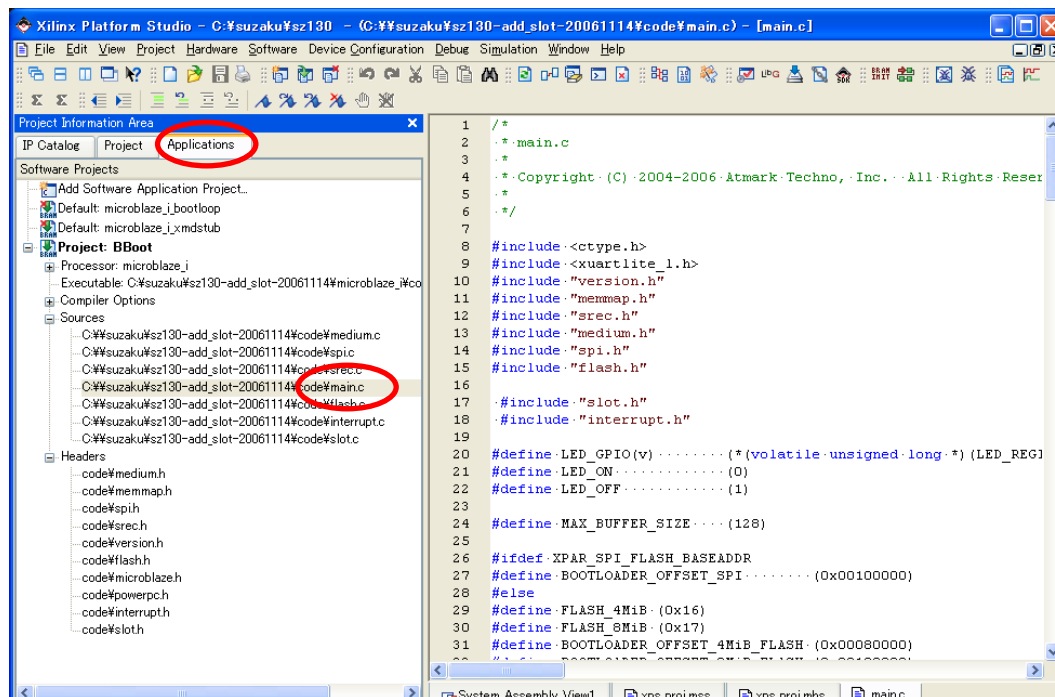 Xilinx Platform Studio - C:¥suzaku¥sz130 - (C:¥¥suzaku¥sz130-add_slot-20061114¥code¥main.c) - [main.c]
File Edit View Project Hardware Software Device Configuration Debug Simulation Window Help
Project Information Area
IP Catalog Project Applications
Software Projects
Add Software Application Project...
Default: microblaze_i_bootloop
Default: microblaze_i_xmdstub
Project: BBoot
Processor: microblaze_i
Executable: C:¥suzaku¥sz130-add_slot-20061114¥microblaze_i¥co
Compiler Options
Sources
C:¥¥suzaku¥sz130-add_slot-20061114¥code¥medium.c
C:¥¥suzaku¥sz130-add_slot-20061114¥code¥spi.c
C:¥¥suzaku¥sz130-add_slot-20061114¥code¥srec.c
C:¥¥suzaku¥sz130-add_slot-20061114¥code¥main.c
C:¥¥suzaku¥sz130-add_slot-20061114¥code¥flash.c
C:¥¥suzaku¥sz130-add_slot-20061114¥code¥interrupt.c
C:¥¥suzaku¥sz130-add_slot-20061114¥code¥slot.c
Headers
code¥medium.h
code¥memmap.h
code¥spi.h
code¥srec.h
code¥version.h
code¥flash.h
code¥microblaze.h
code¥powerpc.h
code¥interrupt.h
code¥slot.h
1 /*
2 ·* main.c
3 ·*
4 ·* Copyright·(C)·2004-2006·Atmark·Techno,·Inc.··All·Rights·Reser
5 ·*
6 ·*/
7
8 #include·<ctype.h>
9 #include·<xuartlite_l.h>
10 #include·"version.h"
11 #include·"memmap.h"
12 #include·"srec.h"
13 #include·"medium.h"
14 #include·"spi.h"
15 #include·"flash.h"
16
17 ·#include·"slot.h"
18 ·#include·"interrupt.h"
19
20 #define·LED_GPIO(v)········(*(volatile·unsigned·long·*)(LED_REGI
21 #define·LED_ON·············(0)
22 #define·LED_OFF············(1)
23
24 #define·MAX_BUFFER_SIZE····(128)
25
26 #ifdef·XPAR_SPI_FLASH_BASEADDR
27 #define·BOOTLOADER_OFFSET_SPI········(0x00100000)
28 #else
29 #define·FLASH_4MiB·(0x16)
30 #define·FLASH_8MiB·(0x17)
31 #define·BOOTLOADER_OFFSET_4MiB_FLASH·(0x00080000)
System Assembly View1 xps_proj.mss xps_proj.mhs main.c